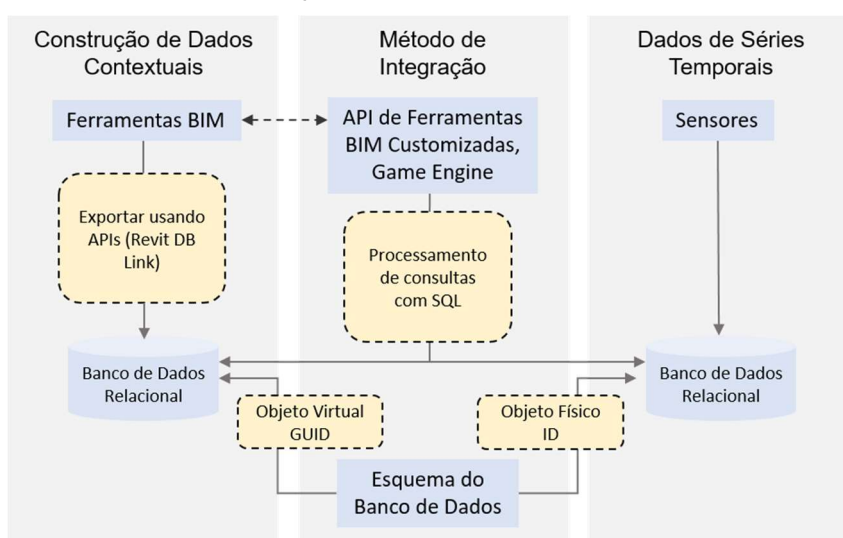 Construção de Dados
Contextuais
Método de
Integração
Dados de Séries
Temporais
Ferramentas BIM
API de Ferramentas
BIM Customizadas,
Game Engine
Sensores
Exportar usando
APIs (Revit DB
Link)
Processamento
de consultas
com SQL
Banco de Dados
Relacional
Banco de Dados
Relacional
Objeto Virtual
GUID
Objeto Físico
ID
Esquema do
Banco de Dados